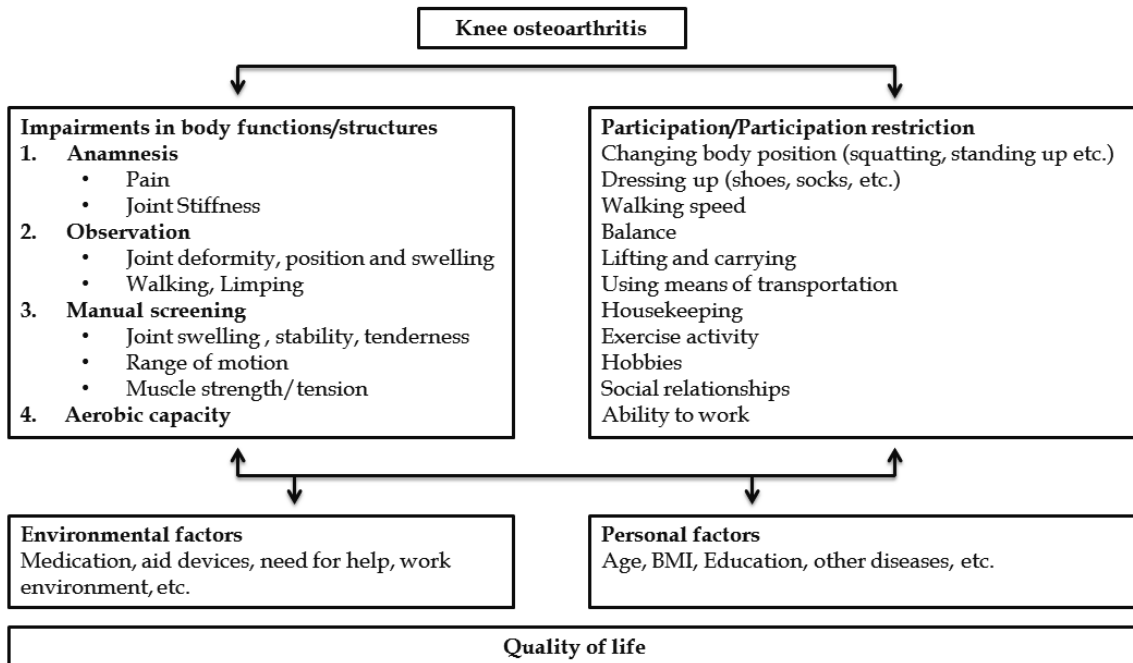 Knee osteoarthritis
Impairments in body functions/structures
1. Anamnesis
• Pain
• Joint Stiffness
2. Observation
• Joint deformity, position and swelling
• Walking, Limping
3. Manual screening
• Joint swelling , stability, tenderness
• Range of motion
• Muscle strength/tension
4. Aerobic capacity
Participation/Participation restriction
Changing body position (squatting, standing up etc.)
Dressing up (shoes, socks, etc.)
Walking speed
Balance
Lifting and carrying
Using means of transportation
Housekeeping
Exercise activity
Hobbies
Social relationships
Ability to work
Environmental factors
Medication, aid devices, need for help, work
environment, etc.
Personal factors
Age, BMI, Education, other diseases, etc.
Quality of life